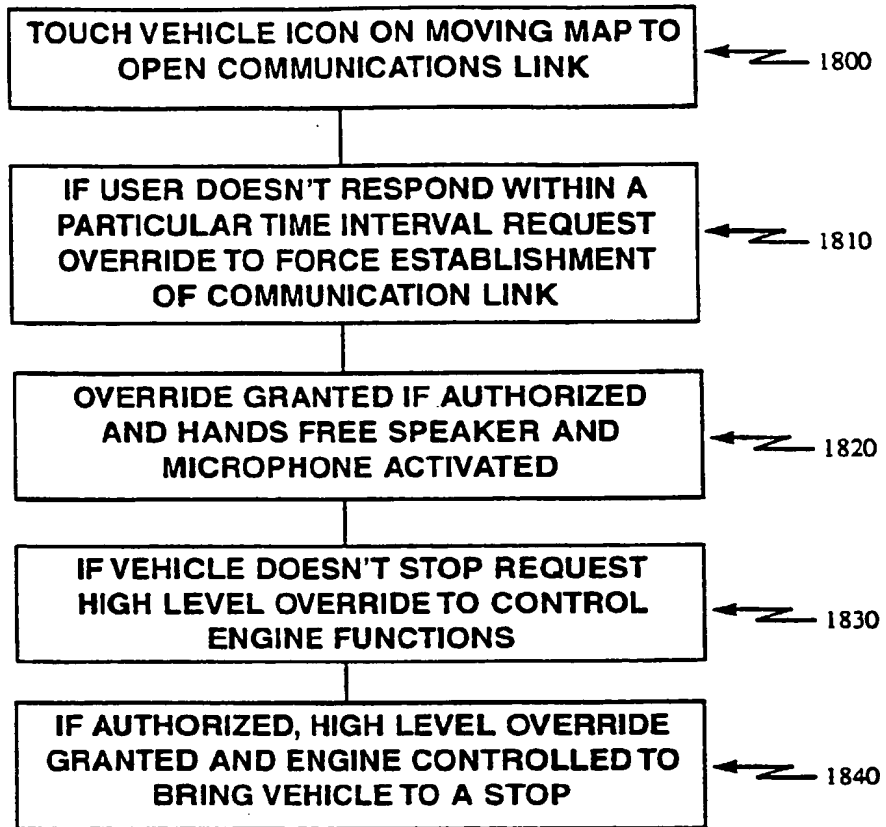 TOUCH VEHICLE ICON ON MOVING MAP TO
OPEN COMMUNICATIONS LINK
1800
IF USER DOESN'T RESPOND WITHIN A
PARTICULAR TIME INTERVAL REQUEST
OVERRIDE TO FORCE ESTABLISHMENT
OF COMMUNICATION LINK
1810
OVERRIDE GRANTED IF AUTHORIZED
AND HANDS FREE SPEAKER AND
MICROPHONE ACTIVATED
1820
IF VEHICLE DOESN'T STOP REQUEST
HIGH LEVEL OVERRIDE TO CONTROL
ENGINE FUNCTIONS
1830
IF AUTHORIZED, HIGH LEVEL OVERRIDE
GRANTED AND ENGINE CONTROLLED TO
BRING VEHICLE TO A STOP
1840